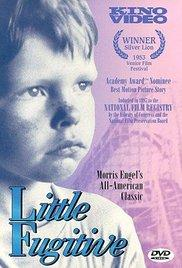 KINO
VIDEO
WINNER
Silver Lion
1953
Venice Film
Festival
Academy Award Nominee
Best Motion Picture Story
Inducted in 1997 to the
NATIONAL FILM REGISTRY
by the Library of Congress and the
National Film Preservation Board
Morris Engel's
All-American
Classic
Little
Fugitive
DVD
VIDEO